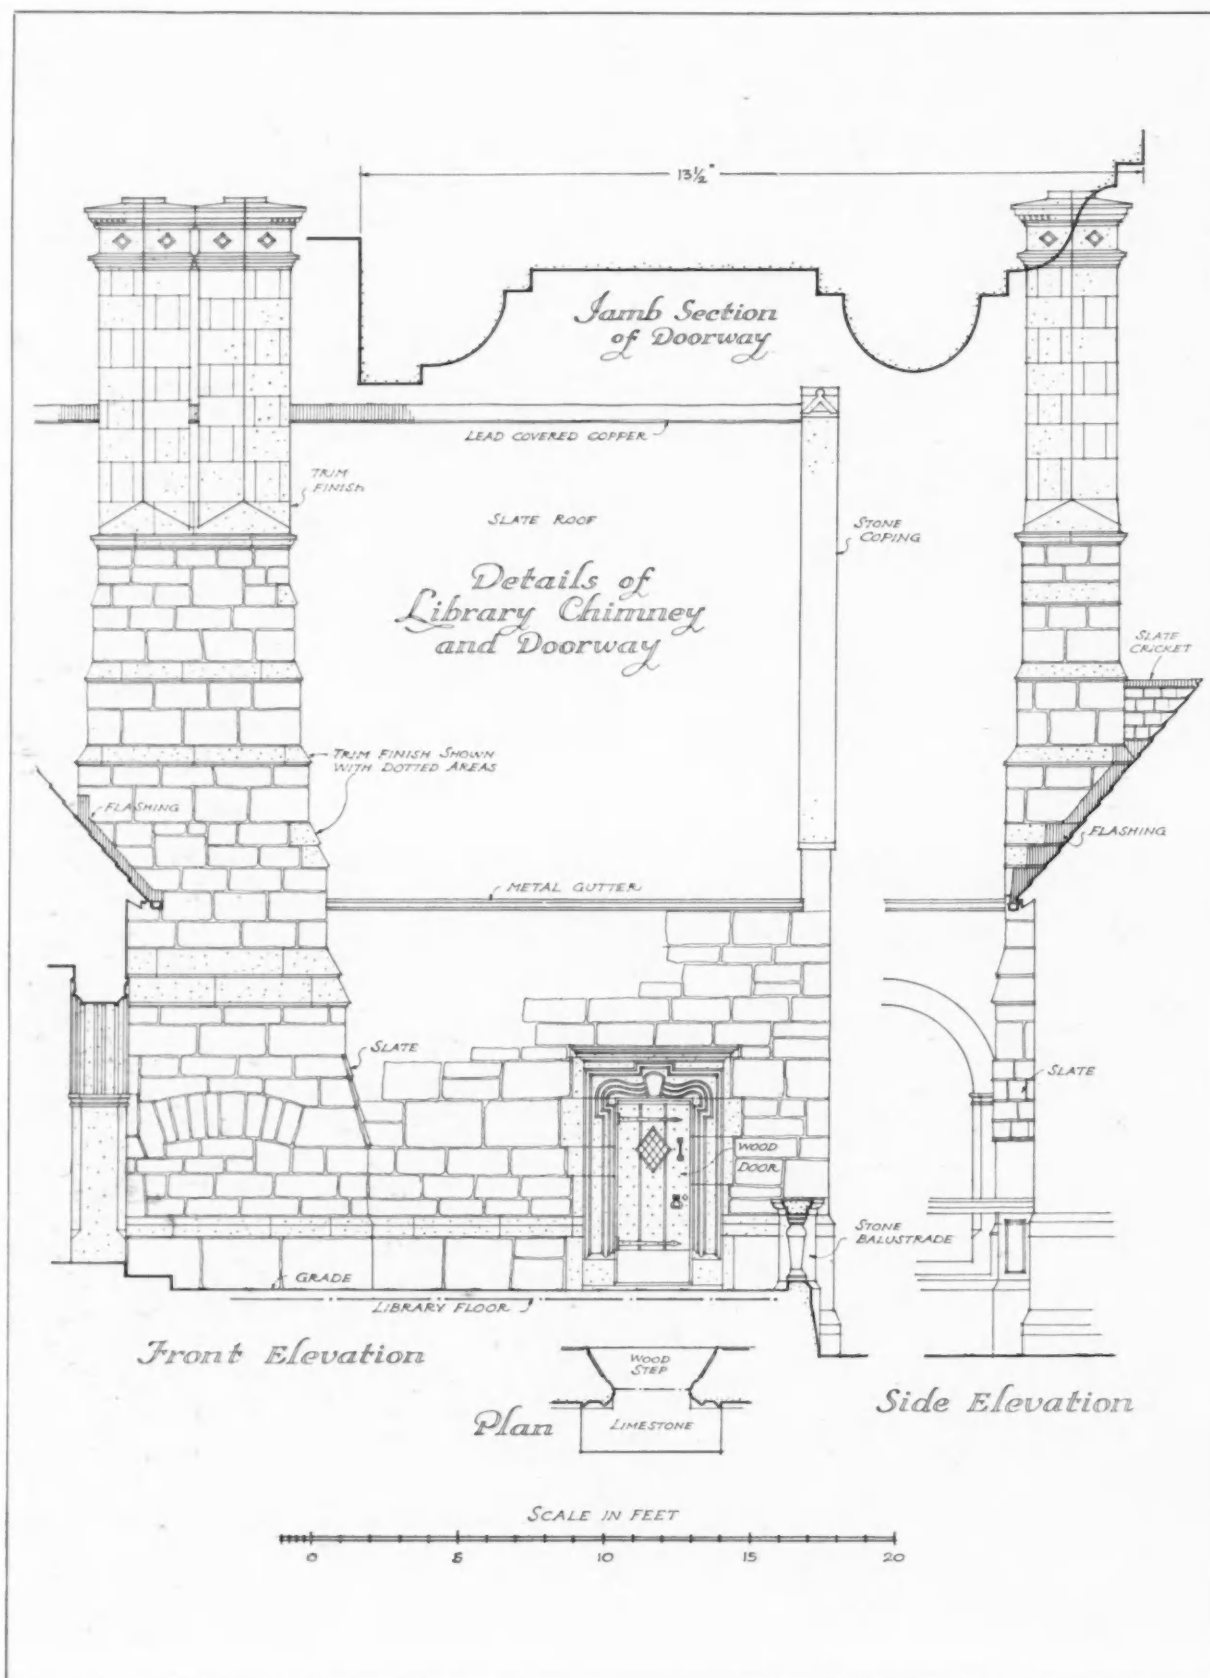 13½"
Jamb Section
of Doorway
LEAD COVERED COPPER
TRIM
FINISH
SLATE ROOF
STONE
COPING
Details of
Library Chimney
and Doorway
SLATE
CRICKET
TRIM FINISH SHOWN
WITH DOTTED AREAS
FLASHING
FLASHING
METAL GUTTER
SLATE
SLATE
WOOD
DOOR
STONE
BALUSTRADE
GRADE
LIBRARY FLOOR
Front Elevation
WOOD
STEP
Side Elevation
Plan
LIMESTONE
SCALE IN FEET
0 5 10 15 20